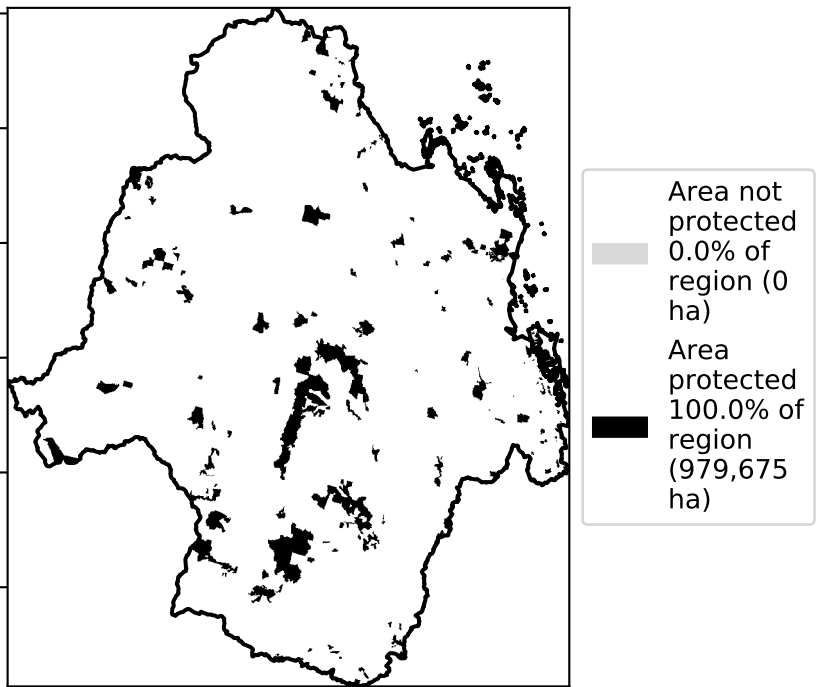 Area not
protected
0.0% of
region (0
ha)
Area
protected
100.0% of
region
(979,675
ha)